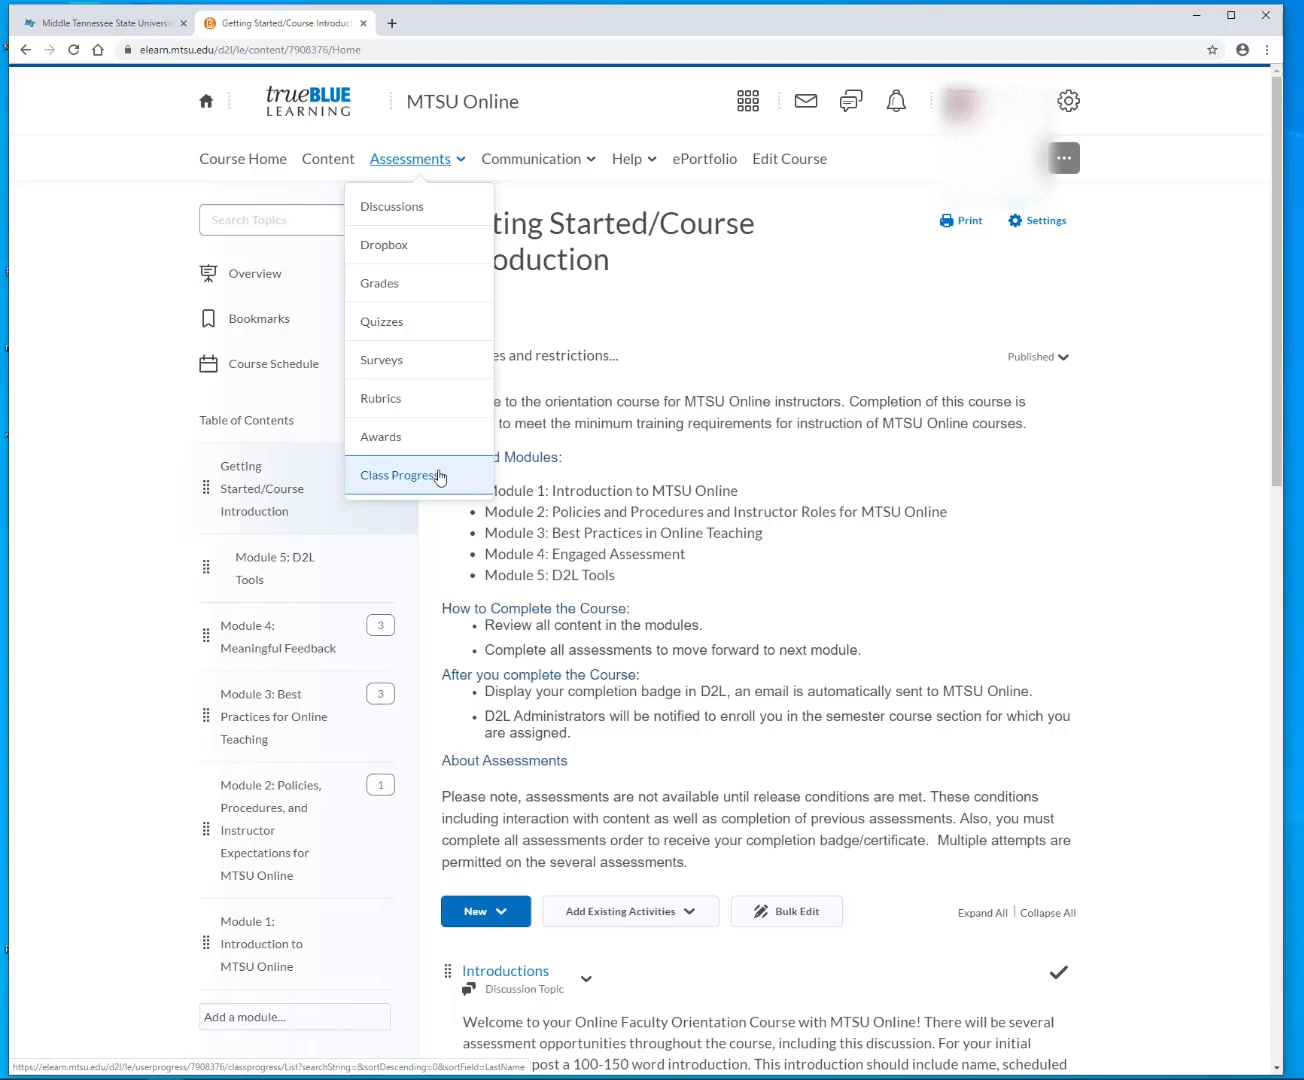 Middle Tennessee State Universit
Getting Started/Course Introduct
elearn.mtsu.edu/d2l/le/content/7908376/Home
trueBLUE
LEARNING
MTSU Online
Course Home
Content
Assessments
Communication
Help
ePortfolio
Edit Course
Search Topics
Overview
Bookmarks
Course Schedule
Table of Contents
Getting
Started/Course
Introduction
Module 5: D2L
Tools
Module 4:
Meaningful Feedback
3
Module 3: Best
Practices for Online
Teaching
3
Module 2: Policies,
Procedures, and
Instructor
Expectations for
MTSU Online
1
Module 1:
Introduction to
MTSU Online
Add a module...
Discussions
Dropbox
Grades
Quizzes
Surveys
Rubrics
Awards
Class Progress
ting Started/Course
oduction
Print
Settings
es and restrictions...
Published
e to the orientation course for MTSU Online instructors. Completion of this course is
to meet the minimum training requirements for instruction of MTSU Online courses.
d Modules:
Module 1: Introduction to MTSU Online
• Module 2: Policies and Procedures and Instructor Roles for MTSU Online
• Module 3: Best Practices in Online Teaching
• Module 4: Engaged Assessment
• Module 5: D2L Tools
How to Complete the Course:
• Review all content in the modules.
• Complete all assessments to move forward to next module.
After you complete the Course:
• Display your completion badge in D2L, an email is automatically sent to MTSU Online.
• D2L Administrators will be notified to enroll you in the semester course section for which you
are assigned.
About Assessments
Please note, assessments are not available until release conditions are met. These conditions
including interaction with content as well as completion of previous assessments. Also, you must
complete all assessments order to receive your completion badge/certificate. Multiple attempts are
permitted on the several assessments.
New
Add Existing Activities
Bulk Edit
Expand All
Collapse All
Introductions
Discussion Topic
Welcome to your Online Faculty Orientation Course with MTSU Online! There will be several
assessment opportunities throughout the course, including this discussion. For your initial
post a 100-150 word introduction. This introduction should include name, scheduled
https://elearn.mtsu.edu/d2l/le/userprogress/7908376/classprogress/List?searchString=&sortDescending=0&sortField=LastName